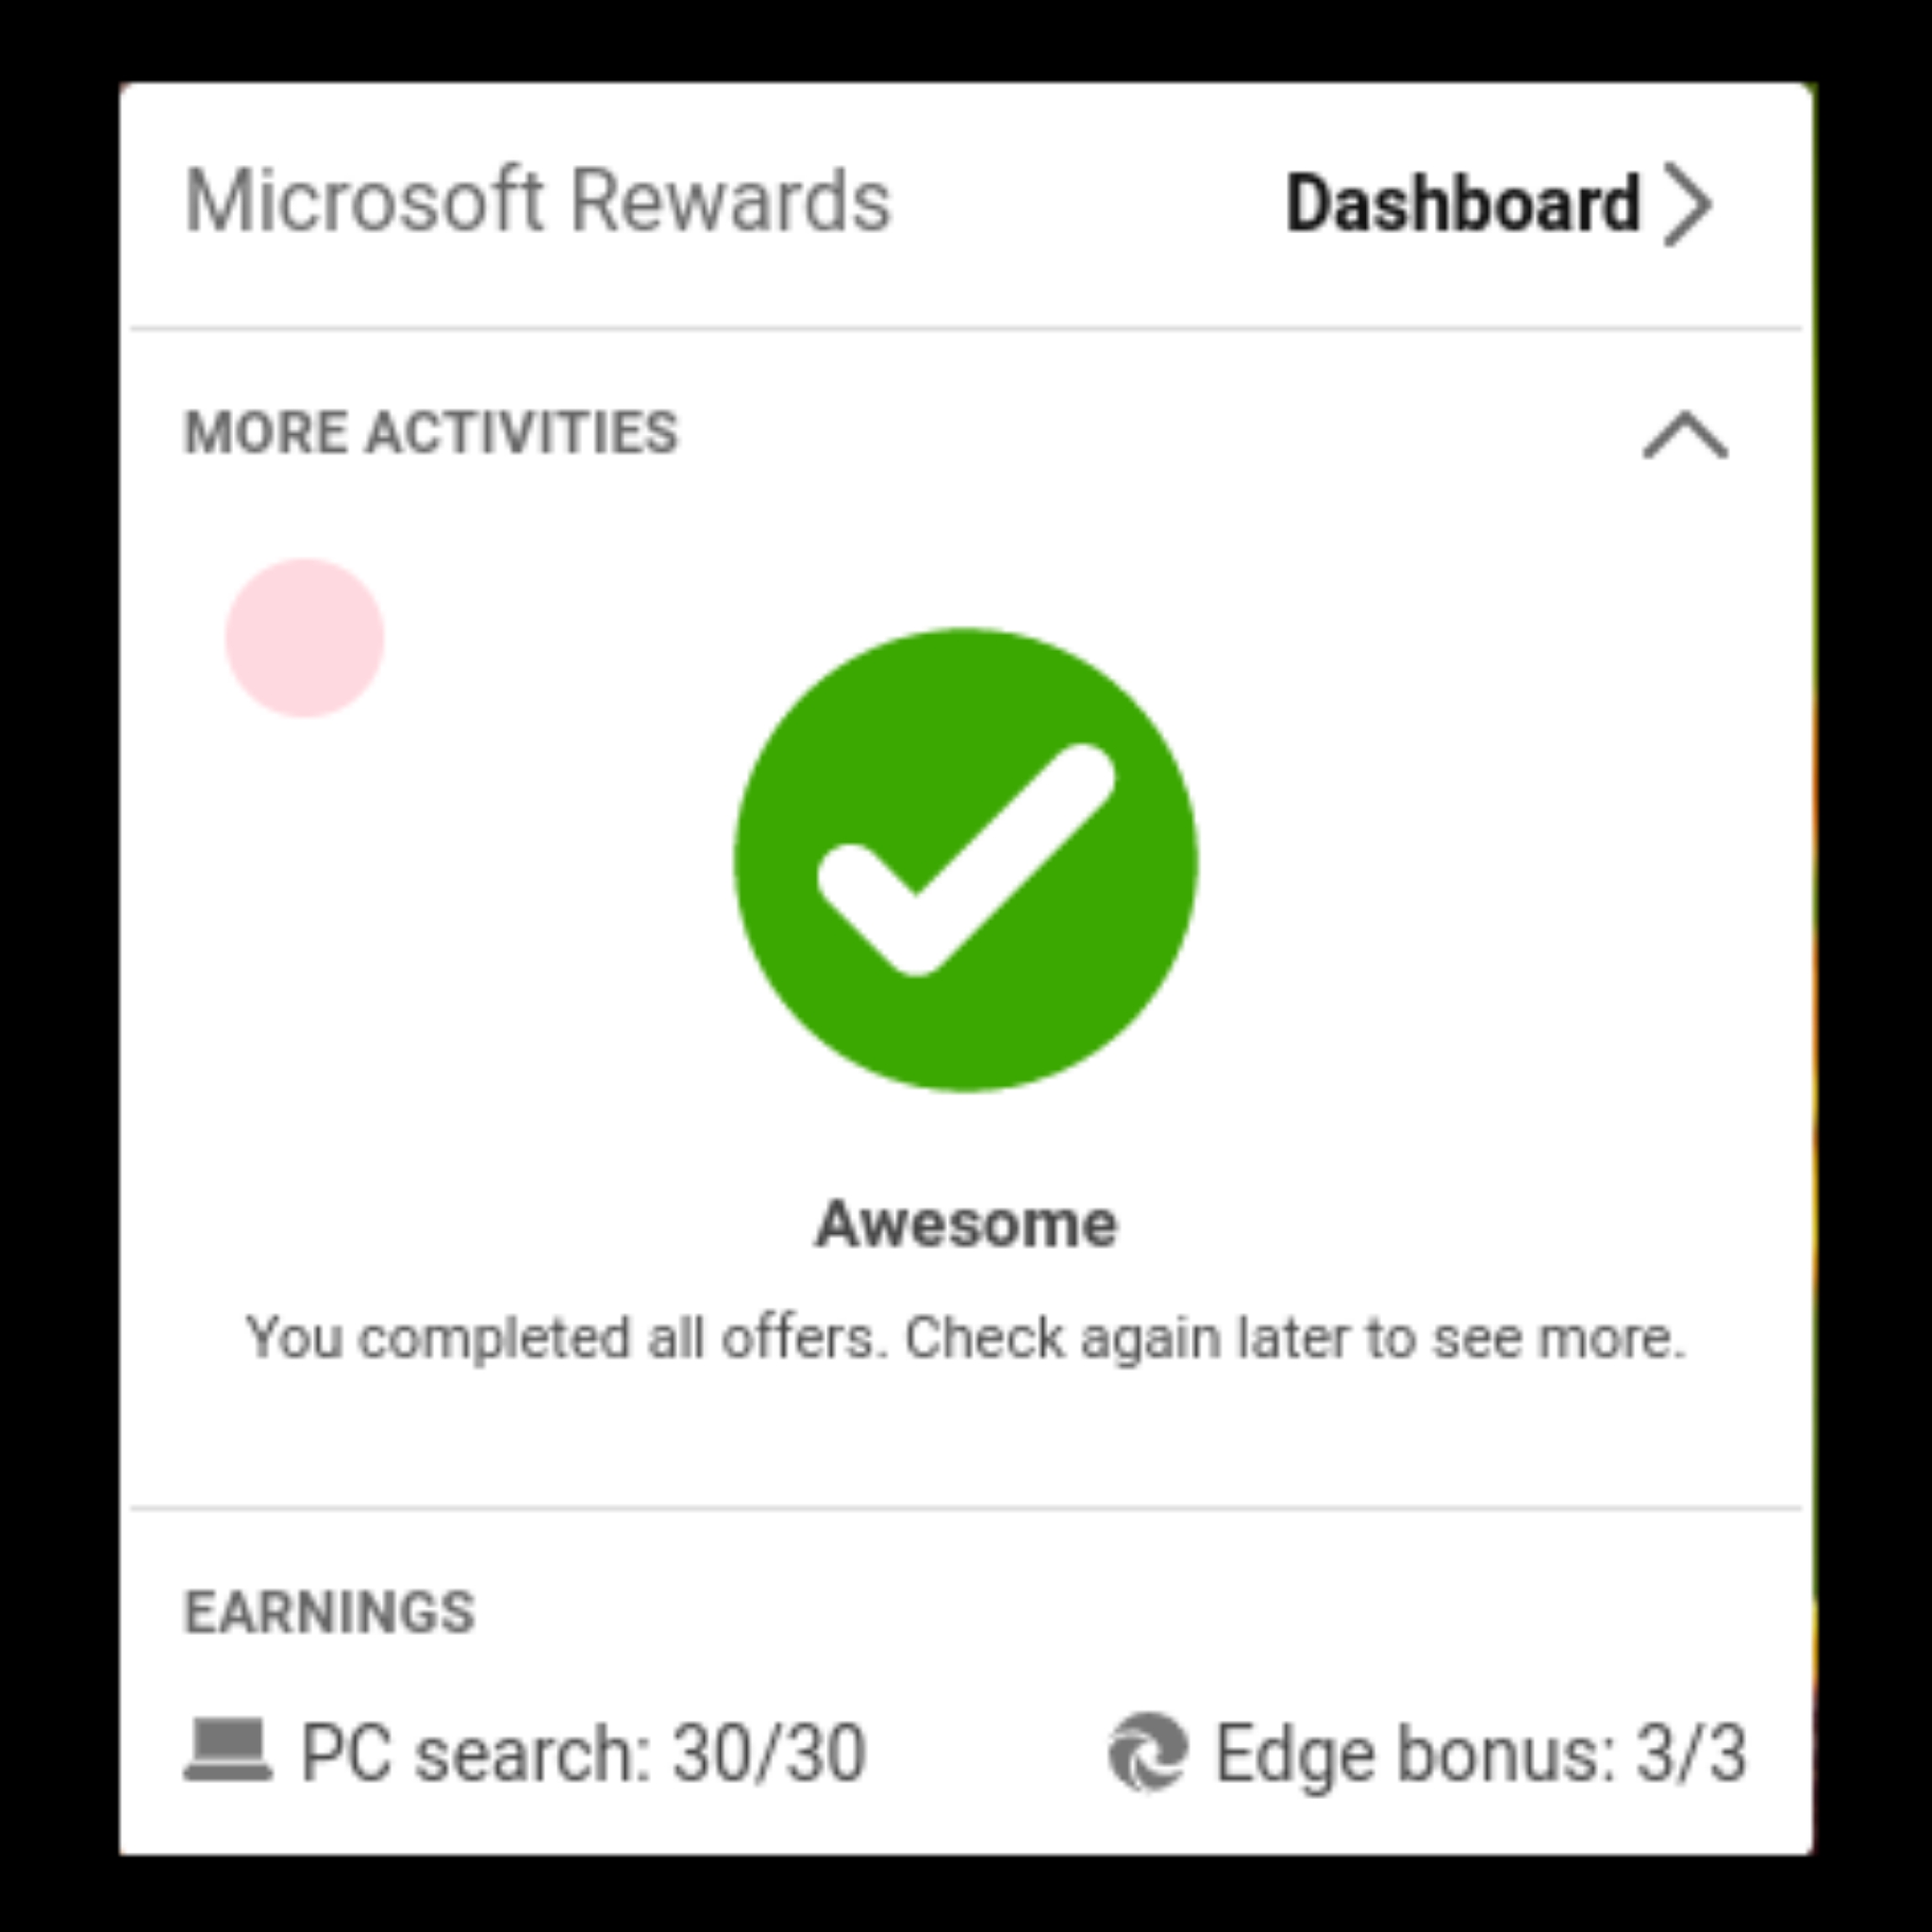 Microsoft Rewards Dashboard
MORE ACTIVITIES
Awesome
You completed all offers. Check again later to see more.
EARNINGS
PC search: 30/30 Edge bonus: 3/3